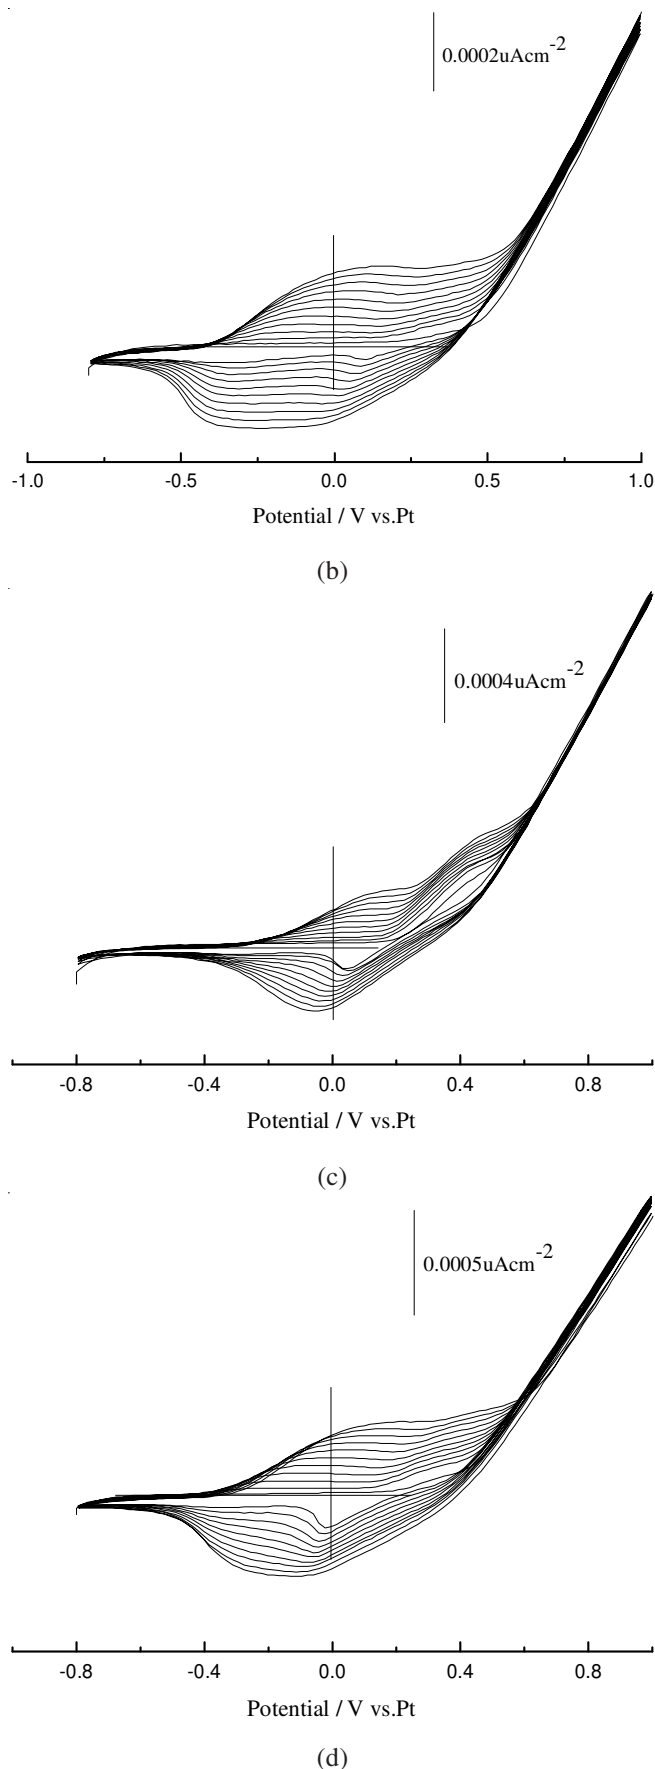 0.0002uAcm-2
-1.0 -0.5 0.0 0.5 1.0
Potential / V vs.Pt
(b)
0.0004uAcm-2
-0.8 -0.4 0.0 0.4 0.8
Potential / V vs.Pt
(c)
0.0005uAcm-2
-0.8 -0.4 0.0 0.4 0.8
Potential / V vs.Pt
(d)